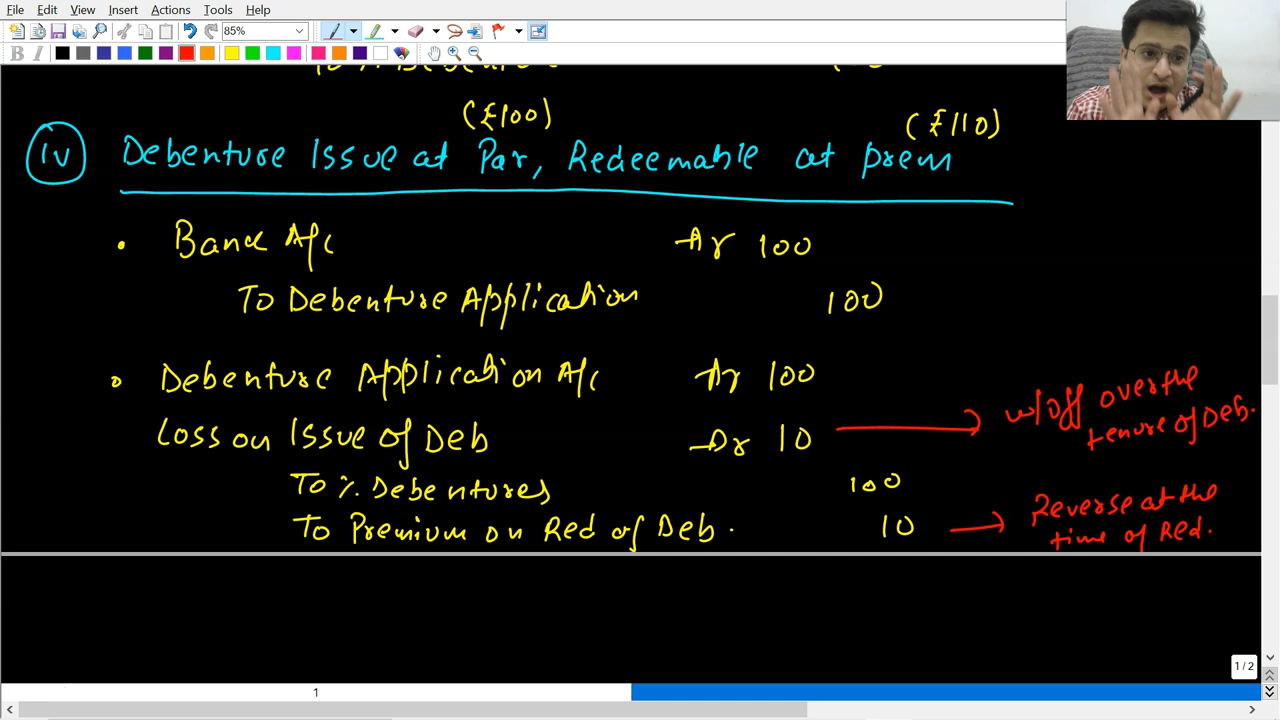 File Edit View Insert Actions Tools Help
85%
B I U
(₤100)
(₤110)
iv Debenture Issue at Par, Redeemable at prem
• Bank A/c Dr 100
To Debenture Application 100
• Debenture Application A/c Dr 100
Loss on Issue of Deb Dr 10
w/off over the
tenure of Deb.
To % Debentures 100
To Premium on Red of Deb. 10
Reverse at the
time of Red.
1 / 2
1